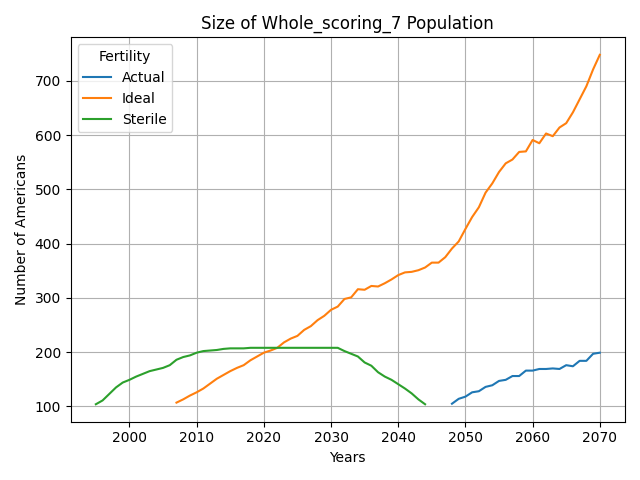 Size of Whole_scoring_7 Population
Fertility
Actual
Ideal
Sterile
Number of Americans
700
600
500
400
300
200
100
2000
2010
2020
2030
2040
2050
2060
2070
Years